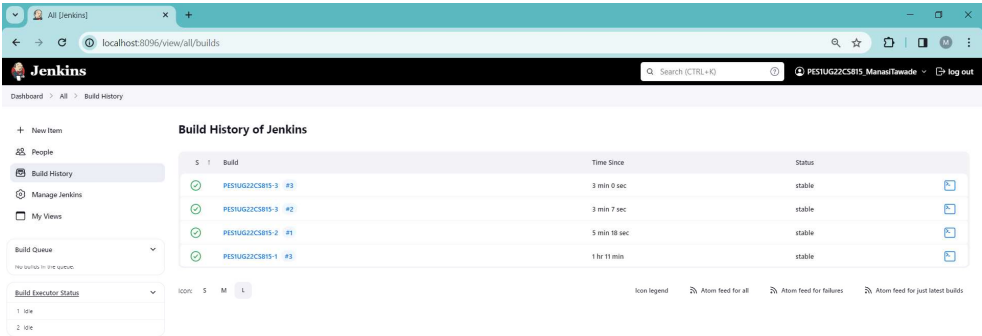 All [Jenkins]
localhost:8096/view/all/builds
M
Jenkins
Search (CTRL+K)
PES1UG22CS815_ManasiTawade
log out
Dashboard > All > Build History
New Item
People
Build History
Manage Jenkins
My Views
Build Queue
No builds in the queue.
Build Executor Status
1 Idle
2 Idle
Build History of Jenkins
S ↑ Build Time Since Status
PES1UG22CS815-3 #3 3 min 0 sec stable
PES1UG22CS815-3 #2 3 min 7 sec stable
PES1UG22CS815-2 #1 5 min 18 sec stable
PES1UG22CS815-1 #3 1 hr 11 min stable
Icon: S M L
Icon legend Atom feed for all Atom feed for failures Atom feed for just latest builds